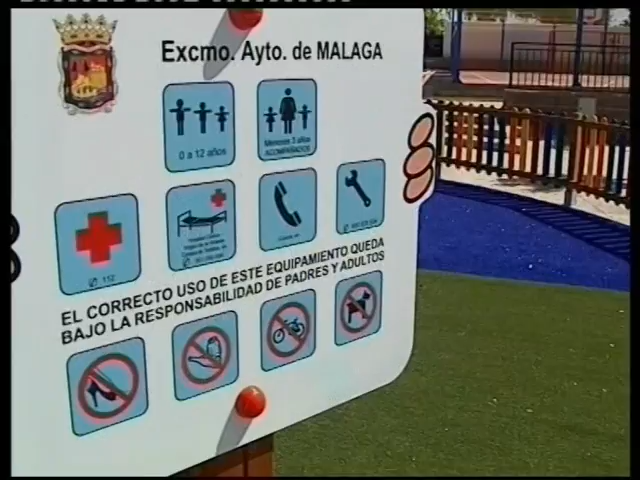 Excmo. Ayto. de MALAGA
0 a 12 años
Menores 3 años
ACOMPAÑADOS
112
EL CORRECTO USO DE ESTE EQUIPAMIENTO QUEDA
BAJO LA RESPONSABILIDAD DE PADRES Y ADULTOS